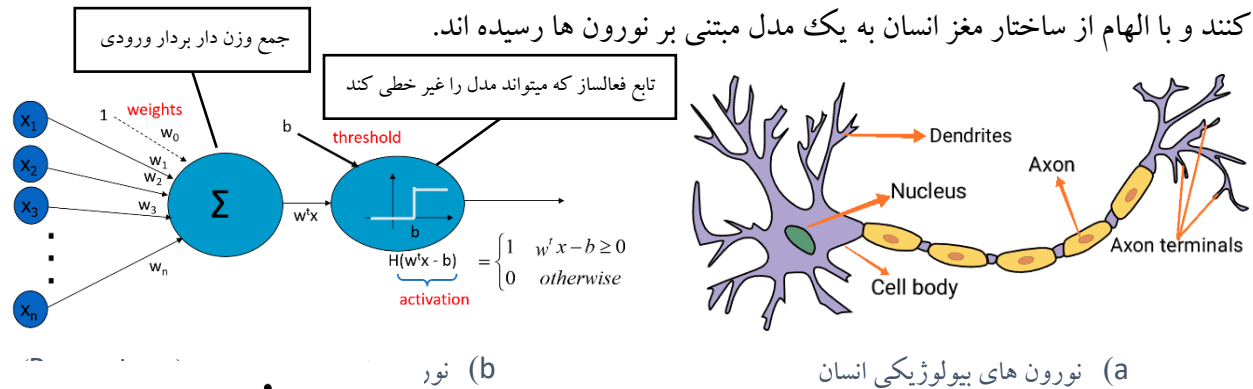 کنند و با الهام از ساختار مغز انسان به یک مدل مبتنی بر نورون ها رسیده اند.
جمع وزن دار بردار ورودی
تابع فعالساز که میتواند مدل را غیر خطی کند
x₁
x₂
x₃
xₙ
1
weights
w₀
w₁
w₂
w₃
wₙ
Σ
wᵗx
b
threshold
b
H(wᵗx - b)
activation
= { 1 wᵗ x − b ≥ 0
0 otherwise
Dendrites
Nucleus
Axon
Axon terminals
Cell body
a) نورون های بیولوژیکی انسان
b) نور